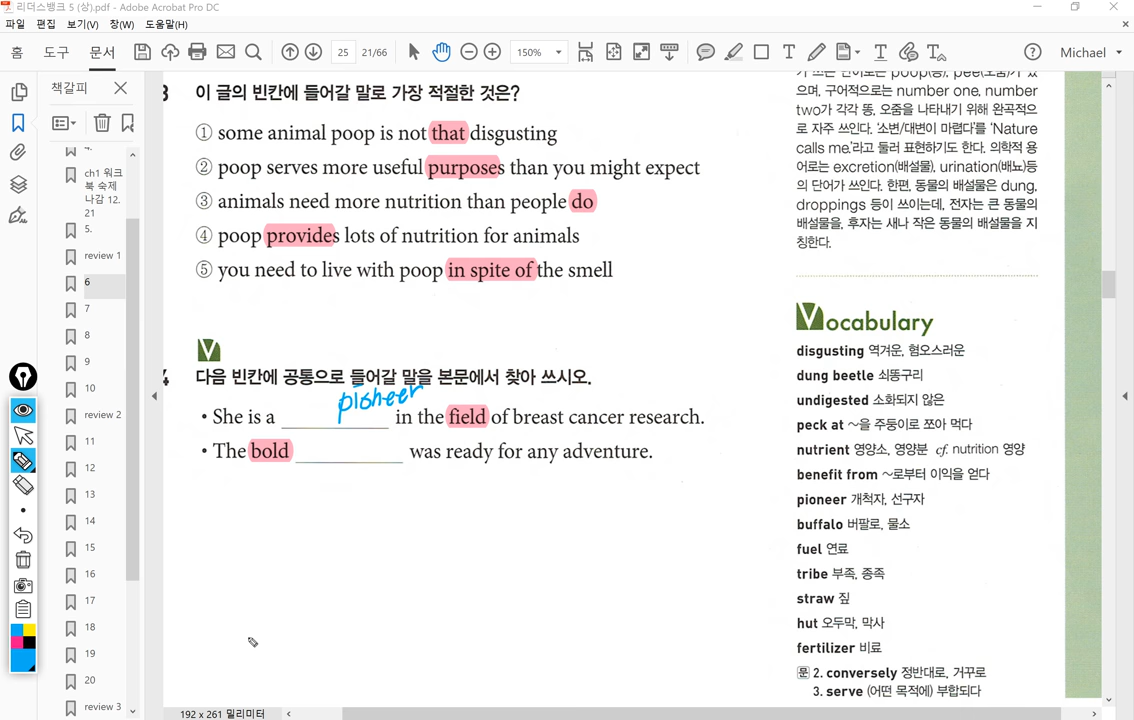 리더스뱅크 5 (상).pdf - Adobe Acrobat Pro DC
파일 편집 보기(V) 창(W) 도움말(H)
홈 도구 문서 25 21/66 150% Michael
책갈피
4.
ch1 워크
북 숙제
나감 12.
21
5.
review 1
6
7
8
9
10
review 2
11
12
13
14
15
16
17
18
19
20
review 3
3 이 글의 빈칸에 들어갈 말로 가장 적절한 것은?
① some animal poop is not that disgusting
② poop serves more useful purposes than you might expect
③ animals need more nutrition than people do
④ poop provides lots of nutrition for animals
⑤ you need to live with poop in spite of the smell
V
4 다음 빈칸에 공통으로 들어갈 말을 본문에서 찾아 쓰시오.
pioneer
• She is a ________ in the field of breast cancer research.
• The bold ________ was ready for any adventure.
으며, 구어적으로는 number one, number
two가 각각 똥, 오줌을 나타내기 위해 완곡적으
로 자주 쓰인다. ‘소변/대변이 마렵다’를 ‘Nature
calls me.’라고 둘러 표현하기도 한다. 의학적 용
어로는 excretion(배설물), urination(배뇨)등
의 단어가 쓰인다. 한편, 동물의 배설물은 dung,
droppings 등이 쓰이는데, 전자는 큰 동물의
배설물을, 후자는 새나 작은 동물의 배설물을 지
칭한다.
Vocabulary
disgusting 역겨운, 혐오스러운
dung beetle 쇠똥구리
undigested 소화되지 않은
peck at ~을 주둥이로 쪼아 먹다
nutrient 영양소, 영양분 cf. nutrition 영양
benefit from ~로부터 이익을 얻다
pioneer 개척자, 선구자
buffalo 버팔로, 물소
fuel 연료
tribe 부족, 종족
straw 짚
hut 오두막, 막사
fertilizer 비료
문 2. conversely 정반대로, 거꾸로
3. serve (어떤 목적에) 부합되다
192 x 261 밀리미터